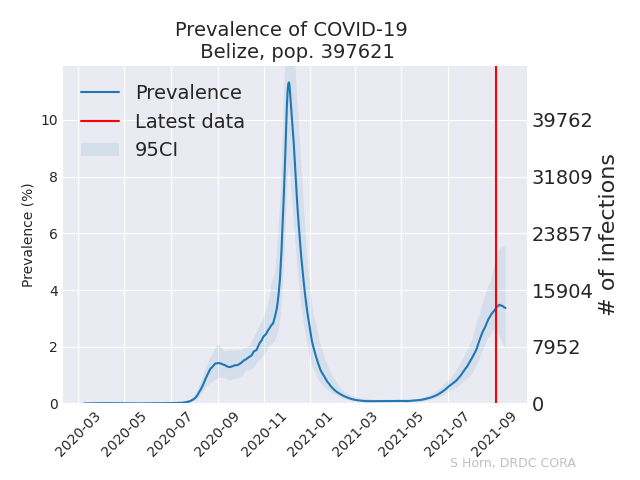 Prevalence of COVID-19
Belize, pop. 397621
Prevalence
Latest data
95CI
Prevalence (%)
10
8
6
4
2
0
39762
31809
23857
15904
7952
0
# of infections
2020-03
2020-05
2020-07
2020-09
2020-11
2021-01
2021-03
2021-05
2021-07
2021-09
S Horn, DRDC CORA